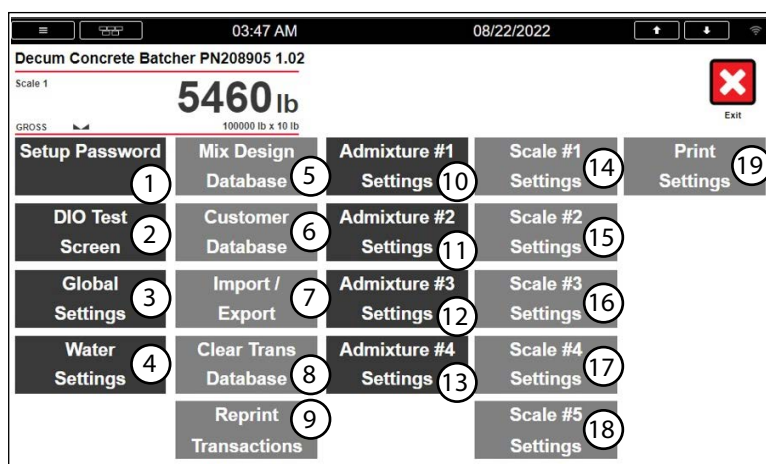 03:47 AM 08/22/2022
Decum Concrete Batcher PN208905 1.02
Scale 1
5460 lb
GROSS 100000 lb x 10 lb
Exit
Setup Password
1
Mix Design
Database
5
Admixture #1
Settings
10
Scale #1
Settings
14
Print
Settings
19
DIO Test
Screen
2
Customer
Database
6
Admixture #2
Settings
11
Scale #2
Settings
15
Global
Settings
3
Import /
Export
7
Admixture #3
Settings
12
Scale #3
Settings
16
Water
Settings
4
Clear Trans
Database
8
Admixture #4
Settings
13
Scale #4
Settings
17
Reprint
Transactions
9
Scale #5
Settings
18